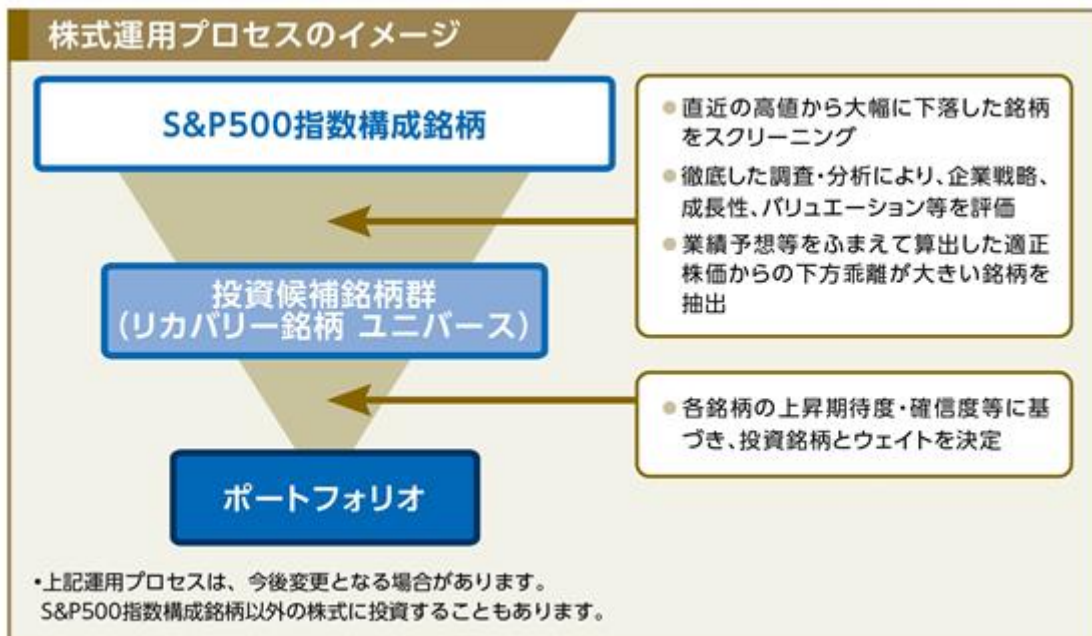 株式運用プロセスのイメージ
S&P500指数構成銘柄
●直近の高値から大幅に下落した銘柄
をスクリーニング
●徹底した調査・分析により、企業戦略、
成長性、バリュエーション等を評価
●業績予想等をふまえて算出した適正
株価からの下方乖離が大きい銘柄を
抽出
投資候補銘柄群
(リカバリー銘柄 ユニバース)
●各銘柄の上昇期待度・確信度等に基
づき、投資銘柄とウェイトを決定
ポートフォリオ
・上記運用プロセスは、今後変更となる場合があります。
S&P500指数構成銘柄以外の株式に投資することもあります。